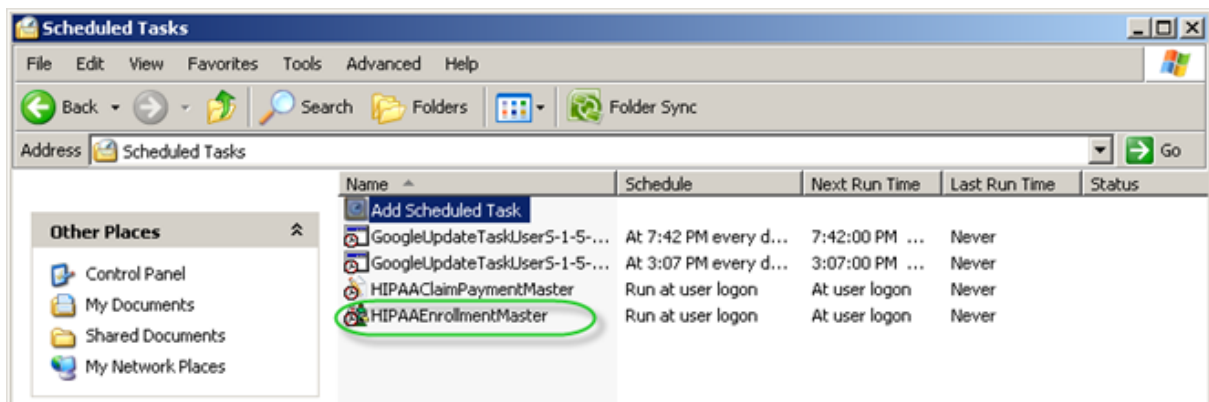 Scheduled Tasks
File Edit View Favorites Tools Advanced Help
Back Search Folders Folder Sync
Address Scheduled Tasks Go
Name Schedule Next Run Time Last Run Time Status
Add Scheduled Task
Other Places
GoogleUpdateTaskUserS-1-5-... At 7:42 PM every d... 7:42:00 PM ... Never
GoogleUpdateTaskUserS-1-5-... At 3:07 PM every d... 3:07:00 PM ... Never
Control Panel
HIPAAClaimPaymentMaster Run at user logon At user logon Never
My Documents
HIPAAEnrollmentMaster Run at user logon At user logon Never
Shared Documents
My Network Places